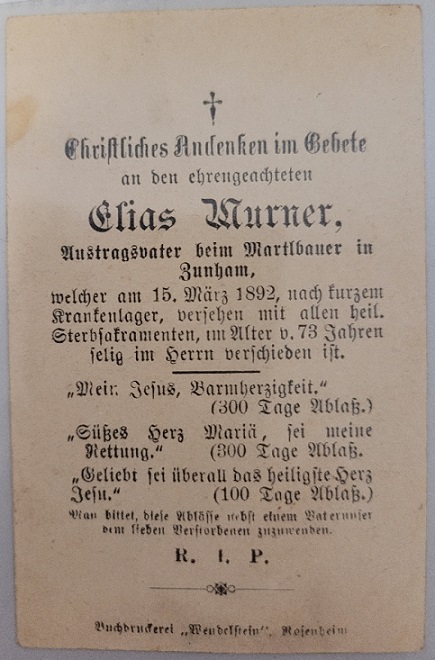 Christliches Andenken im Gebete
an den ehrengeachteten
Elias Murner,
Austragsvater beim Martlbauer in
Zunham,
welcher am 15. März 1892, nach kurzem
Krankenlager, versehen mit allen heil.
Sterbsakramenten, im Alter v. 73 Jahren
selig im Herrn verschieden ist.
„Mein Jesus, Barmherzigkeit.“
(300 Tage Ablaß.)
„Süßes Herz Mariä, sei meine
Rettung.“ (300 Tage Ablaß.
„Geliebt sei überall das heiligste Herz
Jesu.“ (100 Tage Ablaß.)
Man bittet, diese Ablässe nebst einem Vaterunser
dem lieben Verstorbenen zuzuwenden.
R. I. P.
Buchdruckerei „Wendelstein“, Rosenheim